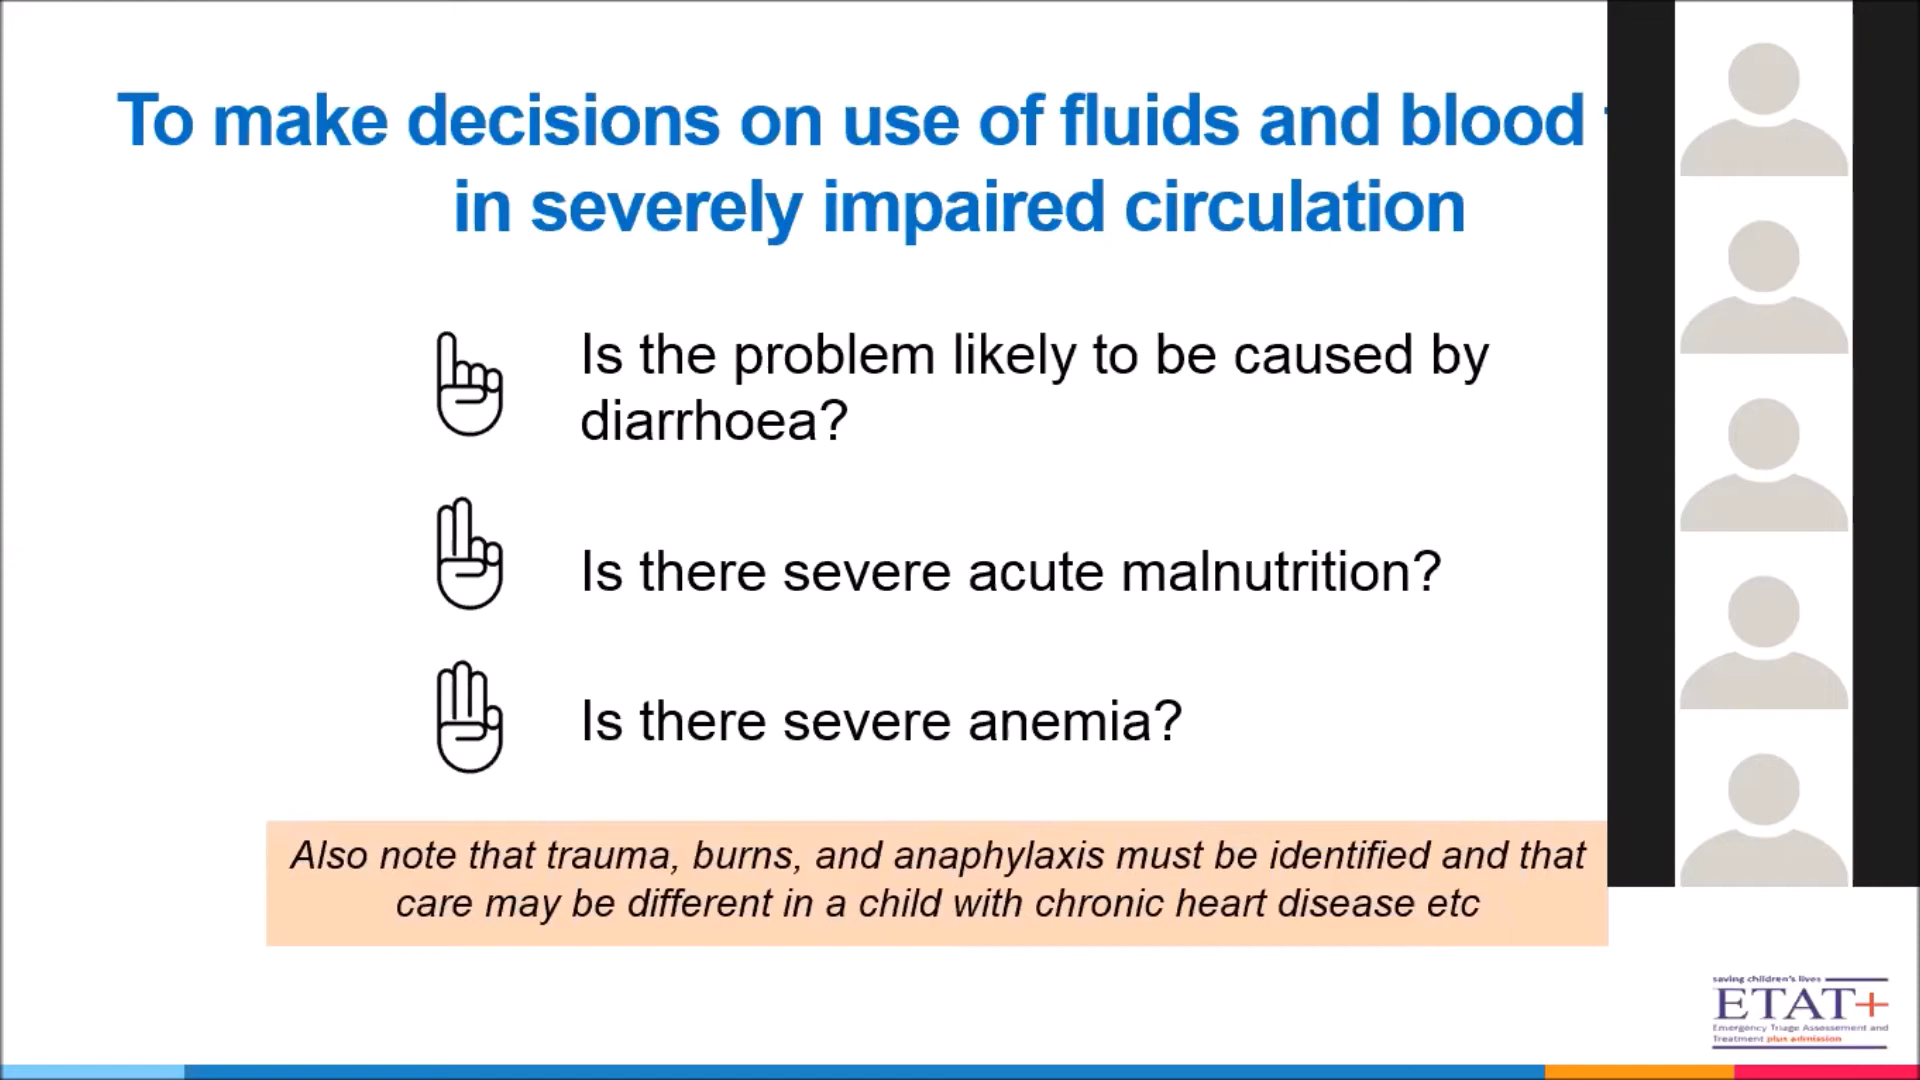 To make decisions on use of fluids and blood
in severely impaired circulation
Is the problem likely to be caused by
diarrhoea?
Is there severe acute malnutrition?
Is there severe anemia?
Also note that trauma, burns, and anaphylaxis must be identified and that
care may be different in a child with chronic heart disease etc
saving children's lives
ETAT+
Emergency Triage Assessement and
Treatment plus admission